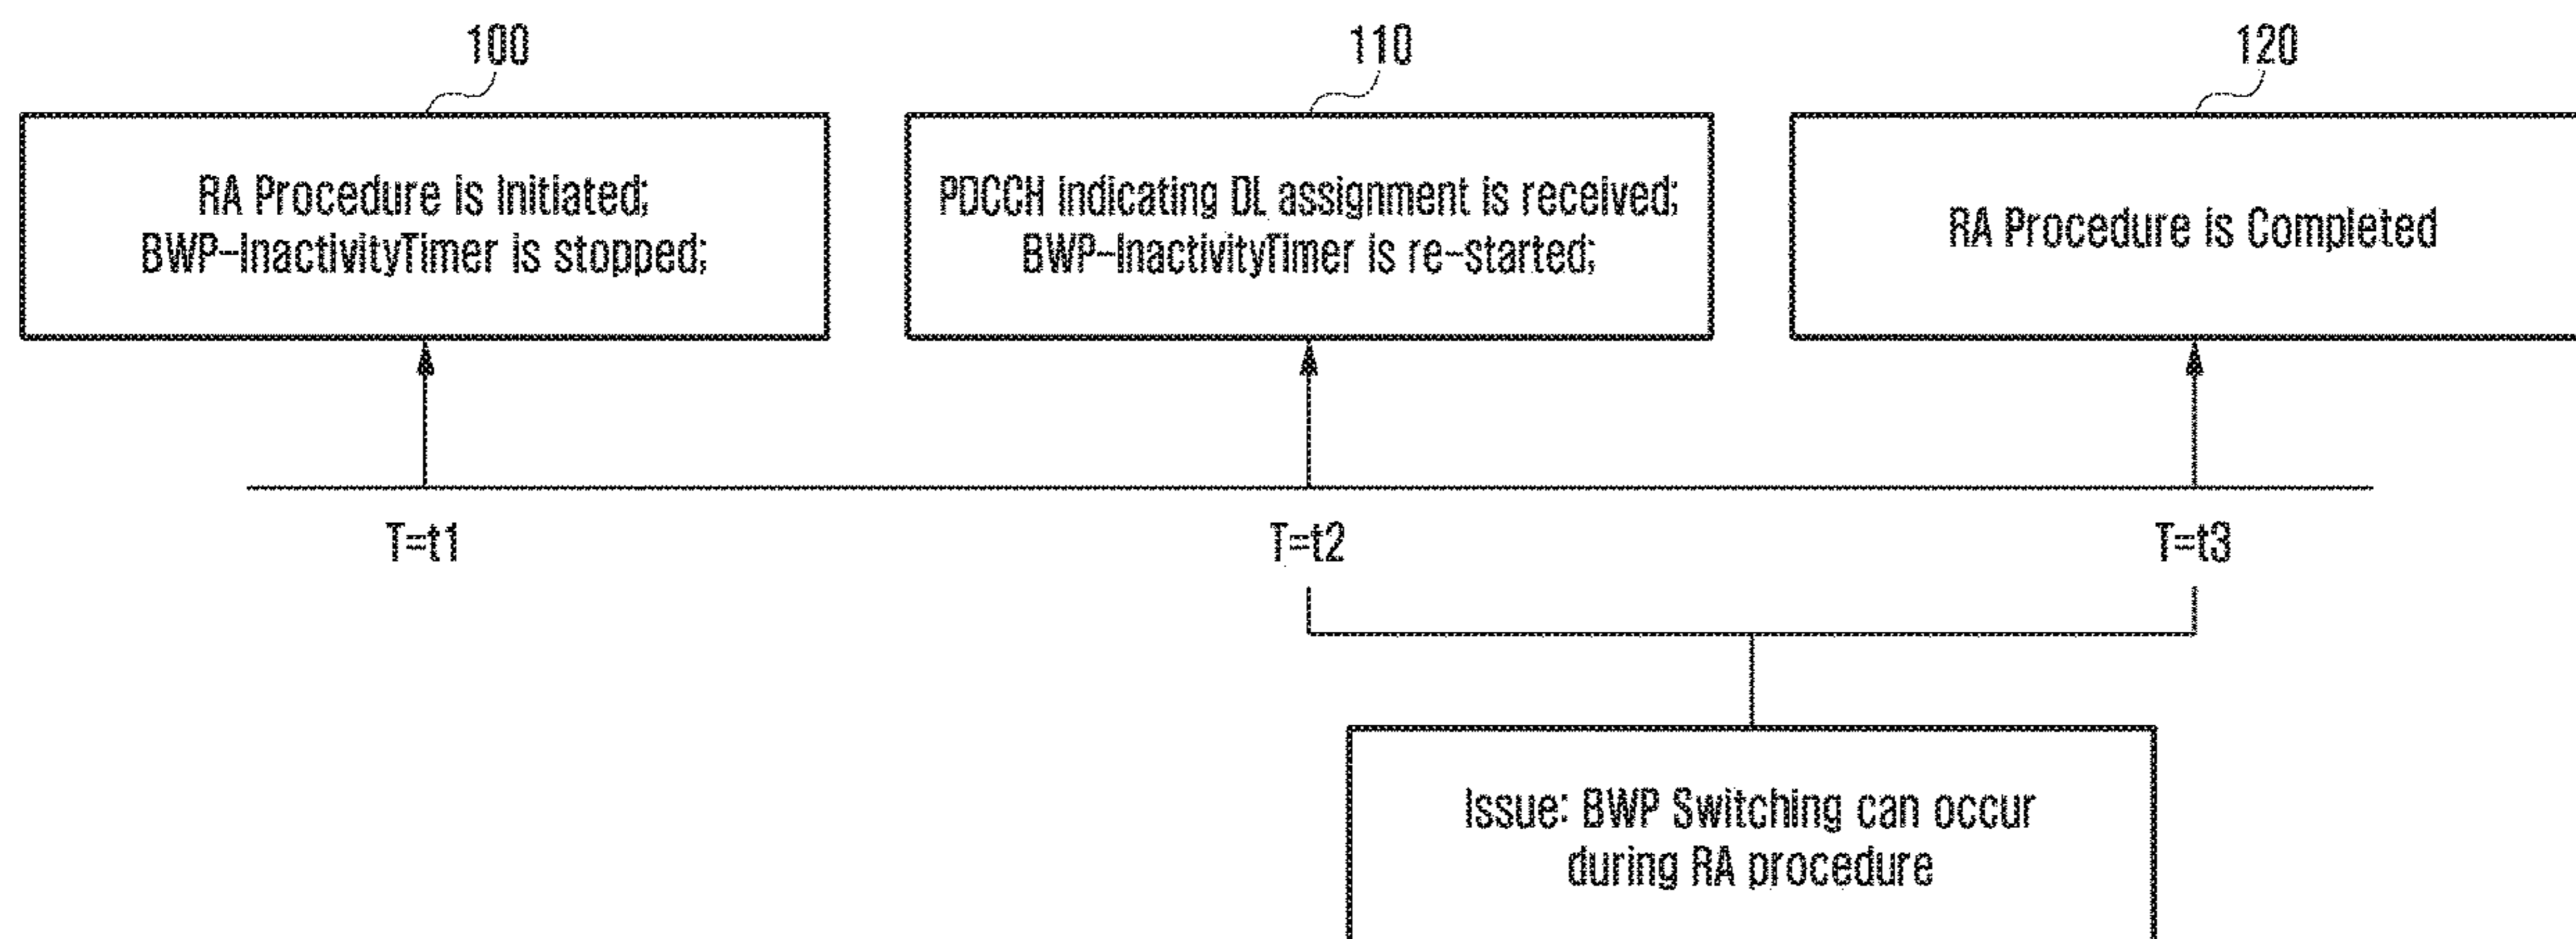 100
110
120
RA Procedure is Initiated;
BWP-InactivityTimer is stopped;
PDCCH indicating DL assignment is received;
BWP-InactivityTimer is re-started;
RA Procedure is Completed
T=t1
T=t2
T=t3
Issue: BWP Switching can occur
during RA procedure